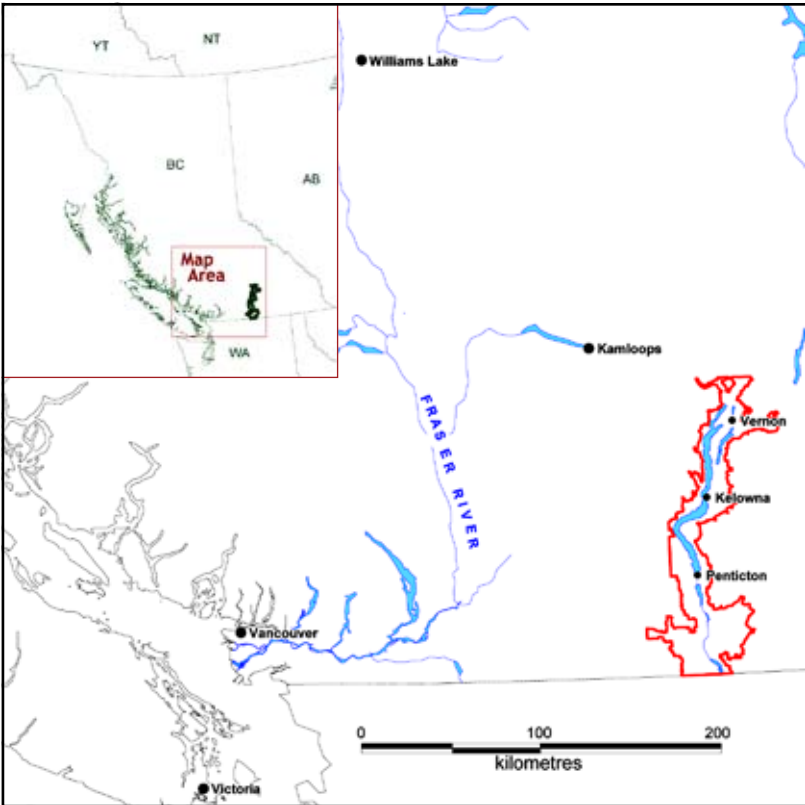 YT
NT
BC
AB
Map
Area
WA
Williams Lake
Kamloops
FRASER RIVER
Vernon
Kelowna
Penticton
Vancouver
Victoria
0 100 200
kilometres